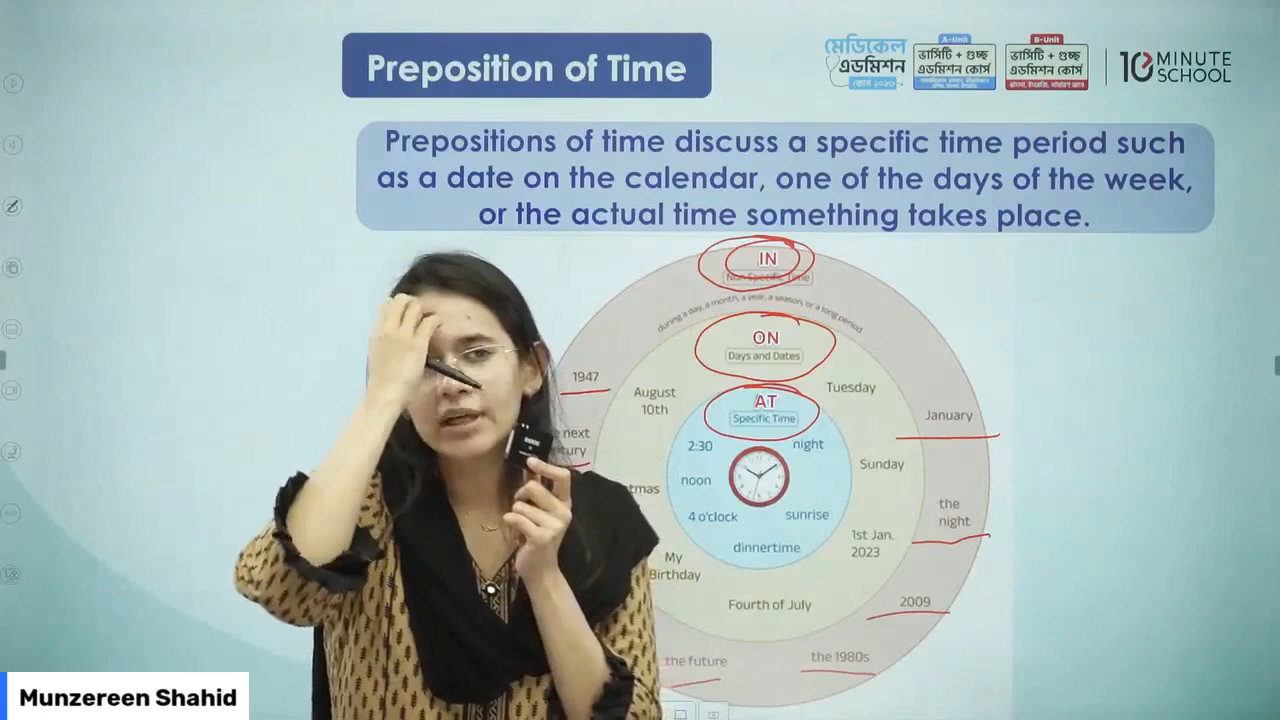 Preposition of Time
মেডিকেল
এডমিশন
A-Unit
ভার্সিটি + গুচ্ছ
এডমিশন কোর্স
B-Unit
ভার্সিটি + গুচ্ছ
এডমিশন কোর্স
10 MINUTE
SCHOOL
Prepositions of time discuss a specific time period such
as a date on the calendar, one of the days of the week,
or the actual time something takes place.
IN
Non Specific Time
during a day, a month, a year, a season, or a long period
ON
Days and Dates
1947
August
10th
Tuesday
AT
Specific Time
January
next
2:30
night
Sunday
noon
the
night
4 o'clock
sunrise
1st Jan.
2023
dinnertime
My
Birthday
Fourth of July
2009
the future
the 1980s
Munzereen Shahid